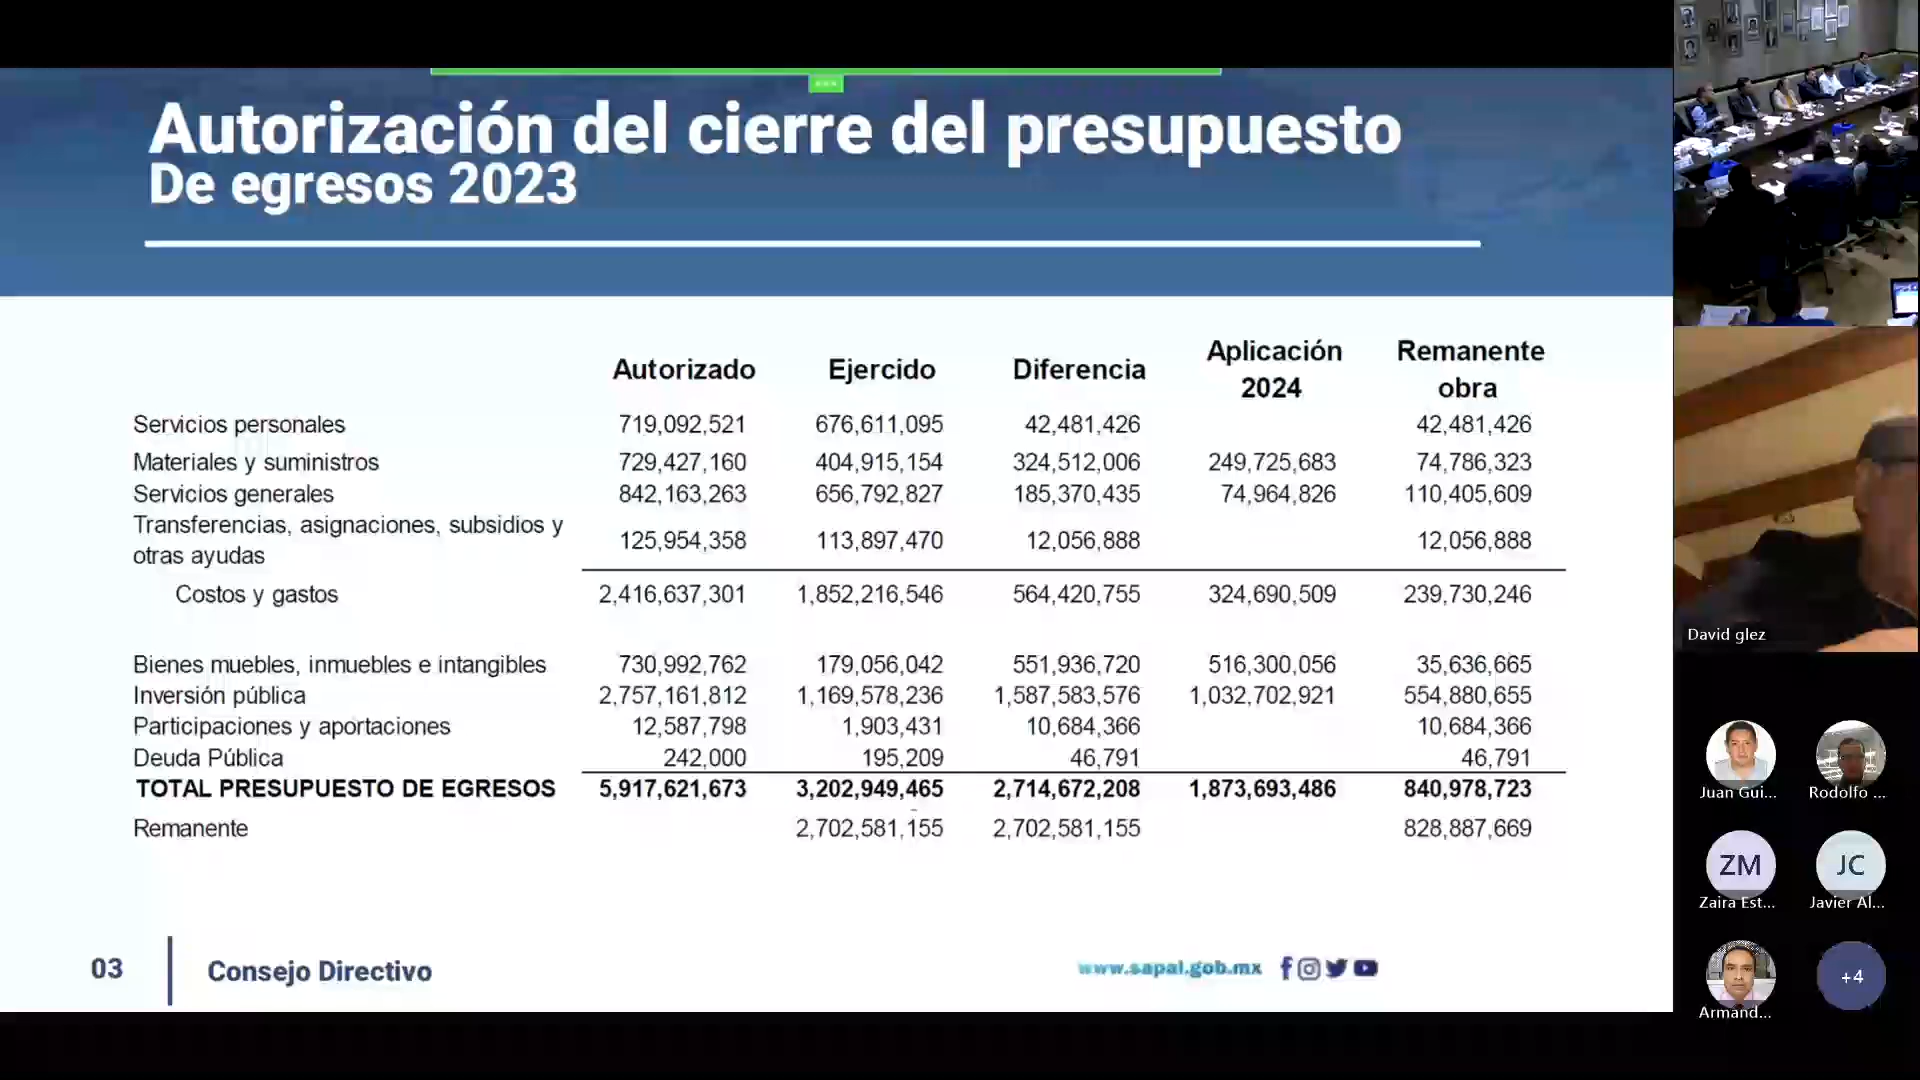 Autorización del cierre del presupuesto
De egresos 2023
Autorizado Ejercido Diferencia Aplicación 2024 Remanente obra
Servicios personales 719,092,521 676,611,095 42,481,426 42,481,426
Materiales y suministros 729,427,160 404,915,154 324,512,006 249,725,683 74,786,323
Servicios generales 842,163,263 656,792,827 185,370,435 74,964,826 110,405,609
Transferencias, asignaciones, subsidios y
otras ayudas 125,954,358 113,897,470 12,056,888 12,056,888
Costos y gastos 2,416,637,301 1,852,216,546 564,420,755 324,690,509 239,730,246
Bienes muebles, inmuebles e intangibles 730,992,762 179,056,042 551,936,720 516,300,056 35,636,665
Inversión pública 2,757,161,812 1,169,578,236 1,587,583,576 1,032,702,921 554,880,655
Participaciones y aportaciones 12,587,798 1,903,431 10,684,366 10,684,366
Deuda Pública 242,000 195,209 46,791 46,791
TOTAL PRESUPUESTO DE EGRESOS 5,917,621,673 3,202,949,465 2,714,672,208 1,873,693,486 840,978,723
Remanente 2,702,581,155 2,702,581,155 828,887,669
03 Consejo Directivo
www.sapal.gob.mx
David glez
Juan Gui... Rodolfo ...
ZM JC
Zaira Est... Javier Al...
Armand... +4